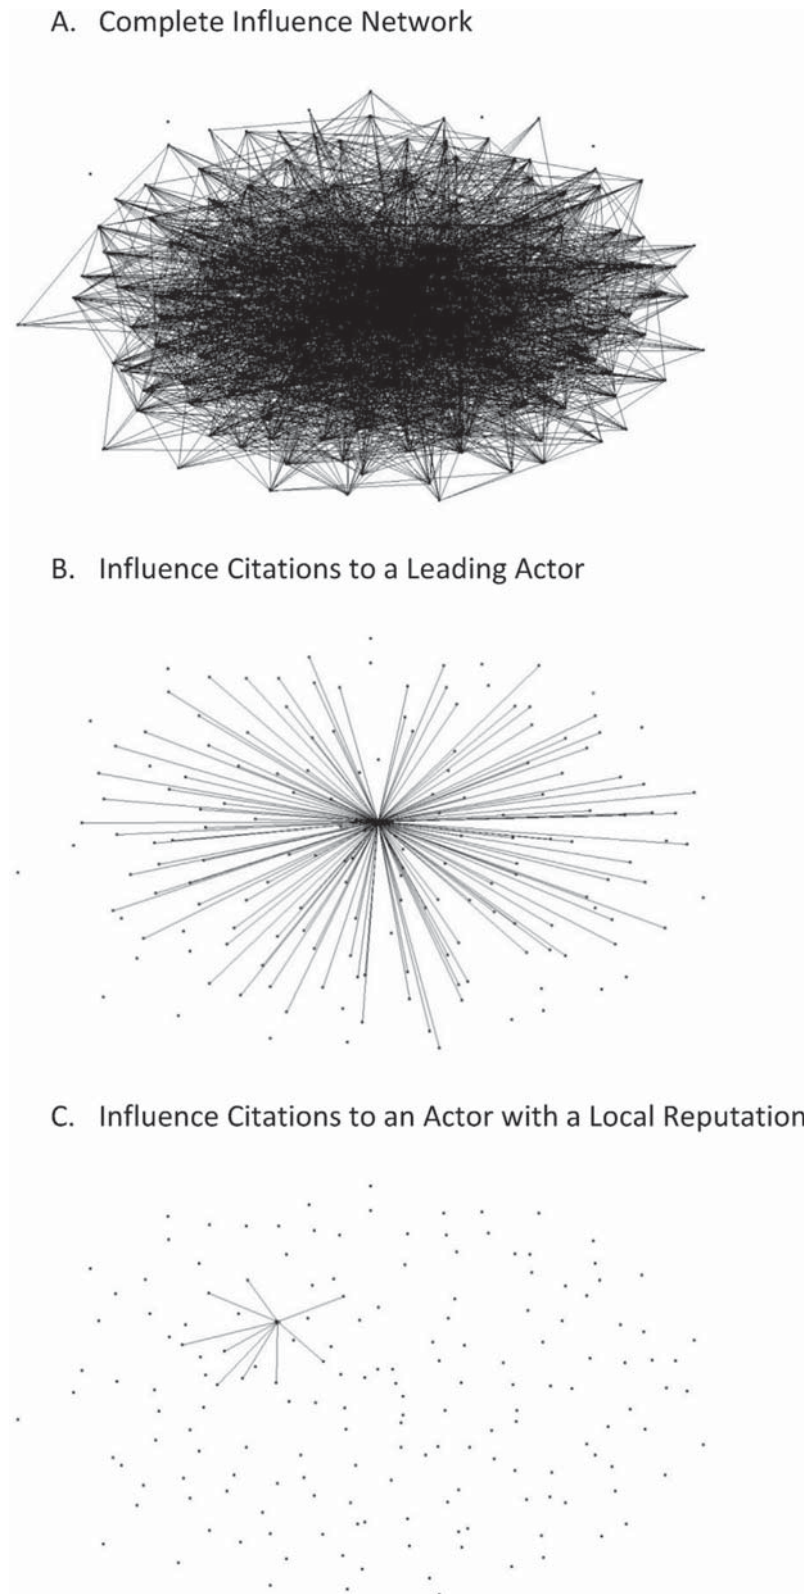 A. Complete Influence Network
B. Influence Citations to a Leading Actor
C. Influence Citations to an Actor with a Local Reputation